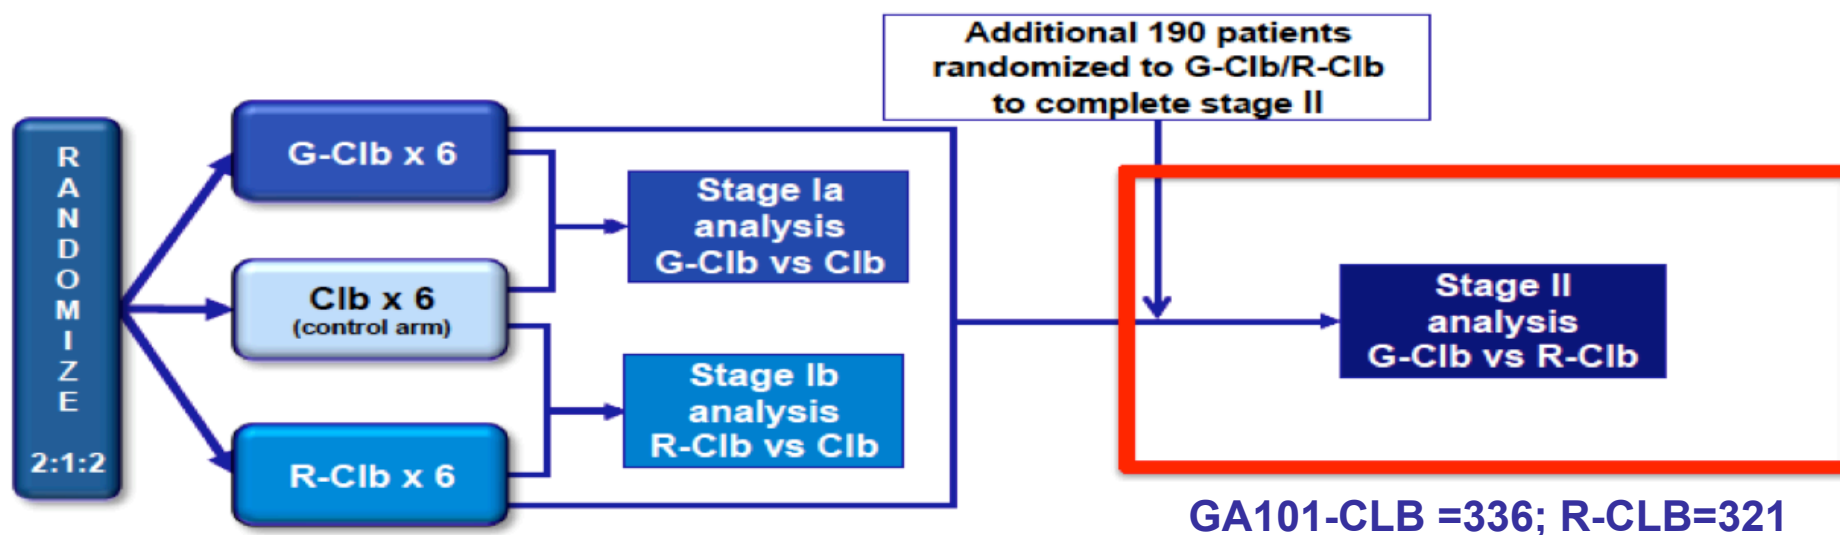 RANDOMIZE
2:1:2
G-Clb x 6
Clb x 6
(control arm)
R-Clb x 6
Stage Ia
analysis
G-Clb vs Clb
Stage Ib
analysis
R-Clb vs Clb
Additional 190 patients
randomized to G-Clb/R-Clb
to complete stage II
Stage II
analysis
G-Clb vs R-Clb
GA101-CLB =336; R-CLB=321